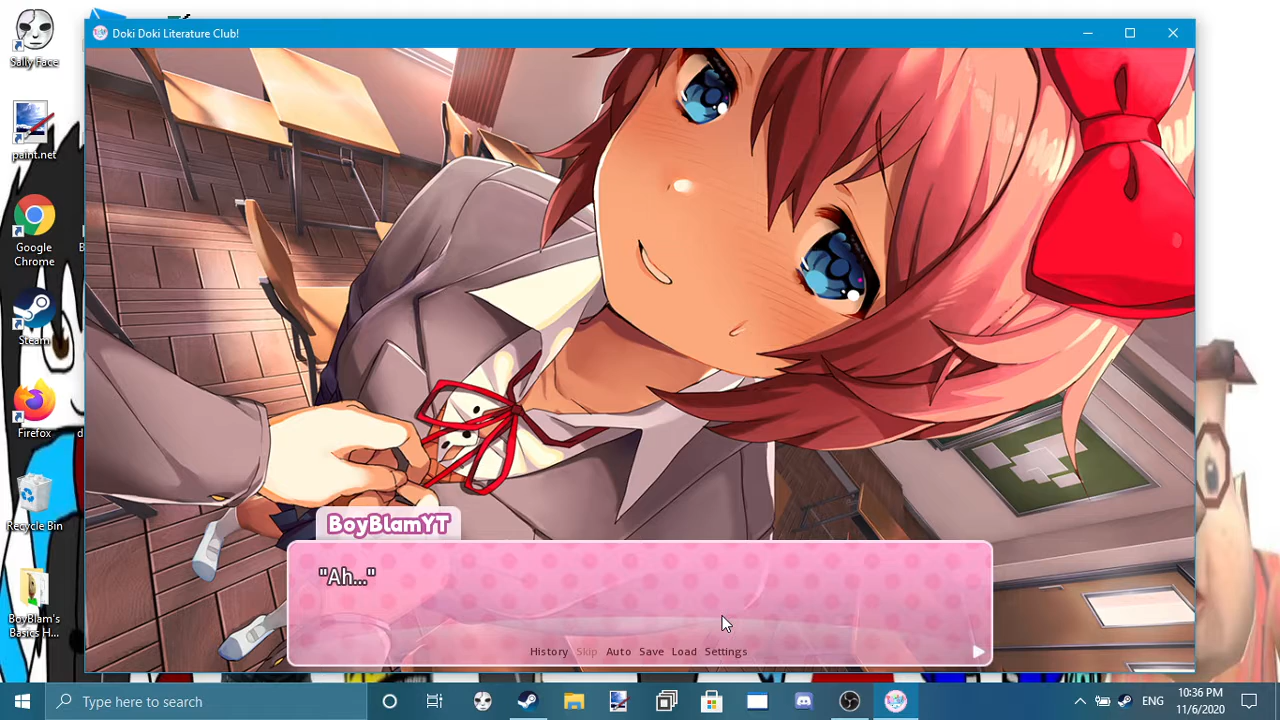 Doki Doki Literature Club!
Sally Face
paint.net
Google
Chrome
Steam
Firefox
Recycle Bin
BoyBlam's
Basics H...
BoyBlamYT
"Ah..."
History Skip Auto Save Load Settings
Type here to search
ENG
10:36 PM
11/6/2020